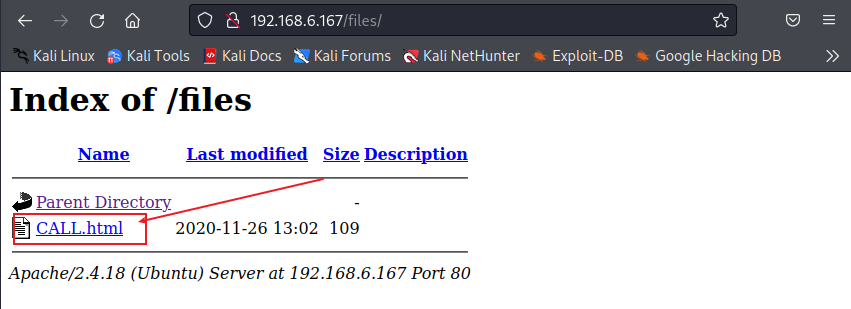 192.168.6.167/files/
Kali Linux Kali Tools Kali Docs Kali Forums Kali NetHunter Exploit-DB Google Hacking DB
Index of /files
Name Last modified Size Description
Parent Directory -
CALL.html 2020-11-26 13:02 109
Apache/2.4.18 (Ubuntu) Server at 192.168.6.167 Port 80